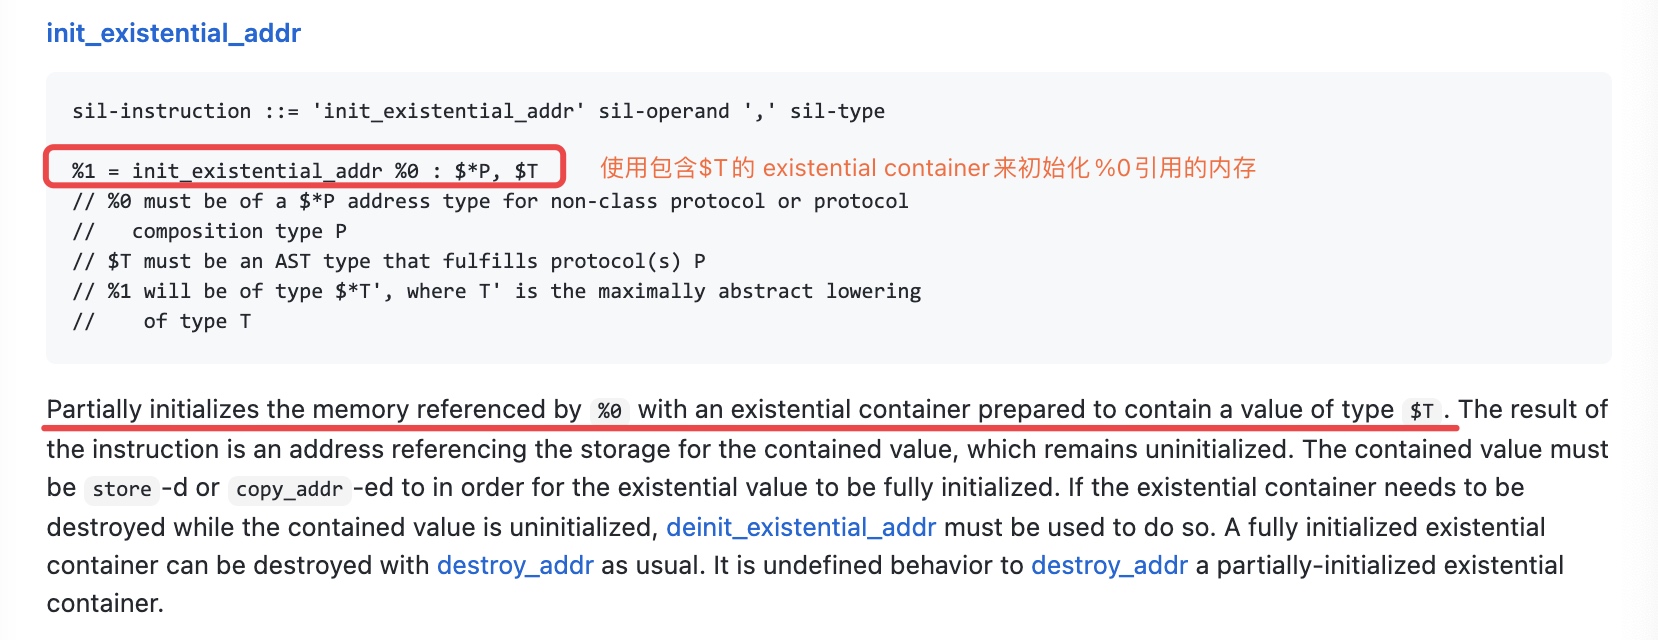 init_existential_addr
sil-instruction ::= 'init_existential_addr' sil-operand ',' sil-type
%1 = init_existential_addr %0 : $*P, $T 使用包含$T的 existential container来初始化%0引用的内存
// %0 must be of a $*P address type for non-class protocol or protocol
//   composition type P
// $T must be an AST type that fulfills protocol(s) P
// %1 will be of type $*T', where T' is the maximally abstract lowering
//    of type T
Partially initializes the memory referenced by %0 with an existential container prepared to contain a value of type $T . The result of
the instruction is an address referencing the storage for the contained value, which remains uninitialized. The contained value must
be store -d or copy_addr -ed to in order for the existential value to be fully initialized. If the existential container needs to be
destroyed while the contained value is uninitialized, deinit_existential_addr must be used to do so. A fully initialized existential
container can be destroyed with destroy_addr as usual. It is undefined behavior to destroy_addr a partially-initialized existential
container.